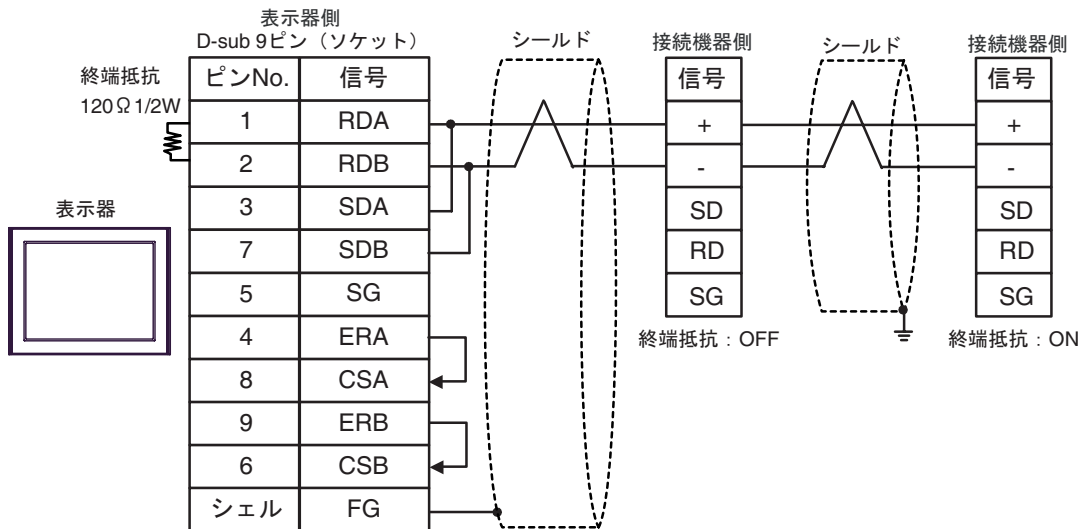 表示器側
D-sub 9ピン（ソケット）
シールド
接続機器側
シールド
接続機器側
終端抵抗
120Ω 1/2W
ピンNo. 信号
1 RDA
2 RDB
3 SDA
7 SDB
5 SG
4 ERA
8 CSA
9 ERB
6 CSB
シェル FG
表示器
信号
+
-
SD
RD
SG
終端抵抗：OFF
信号
+
-
SD
RD
SG
終端抵抗：ON